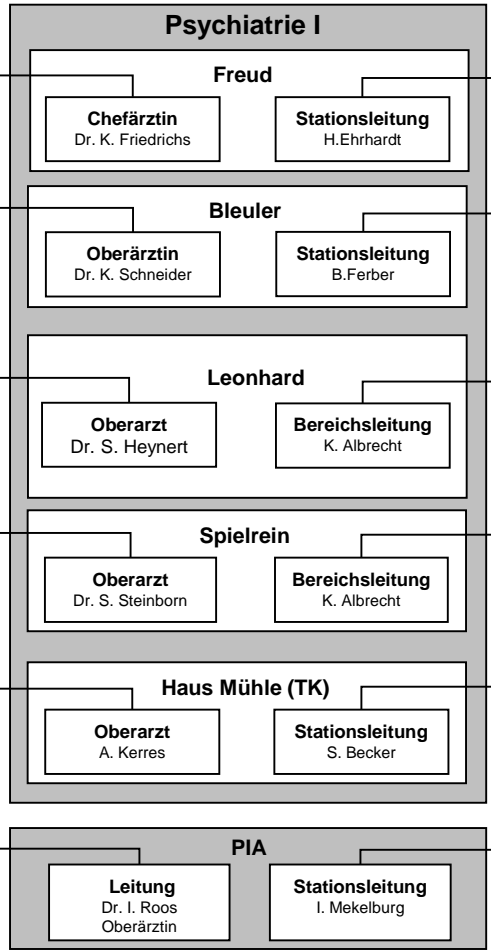 Psychiatrie I
Freud
Chefärztin
Dr. K. Friedrichs
Stationsleitung
H.Ehrhardt
Bleuler
Oberärztin
Dr. K. Schneider
Stationsleitung
B.Ferber
Leonhard
Oberarzt
Dr. S. Heynert
Bereichsleitung
K. Albrecht
Spielrein
Oberarzt
Dr. S. Steinborn
Bereichsleitung
K. Albrecht
Haus Mühle (TK)
Oberarzt
A. Kerres
Stationsleitung
S. Becker
PIA
Leitung
Dr. I. Roos
Oberärztin
Stationsleitung
I. Mekelburg